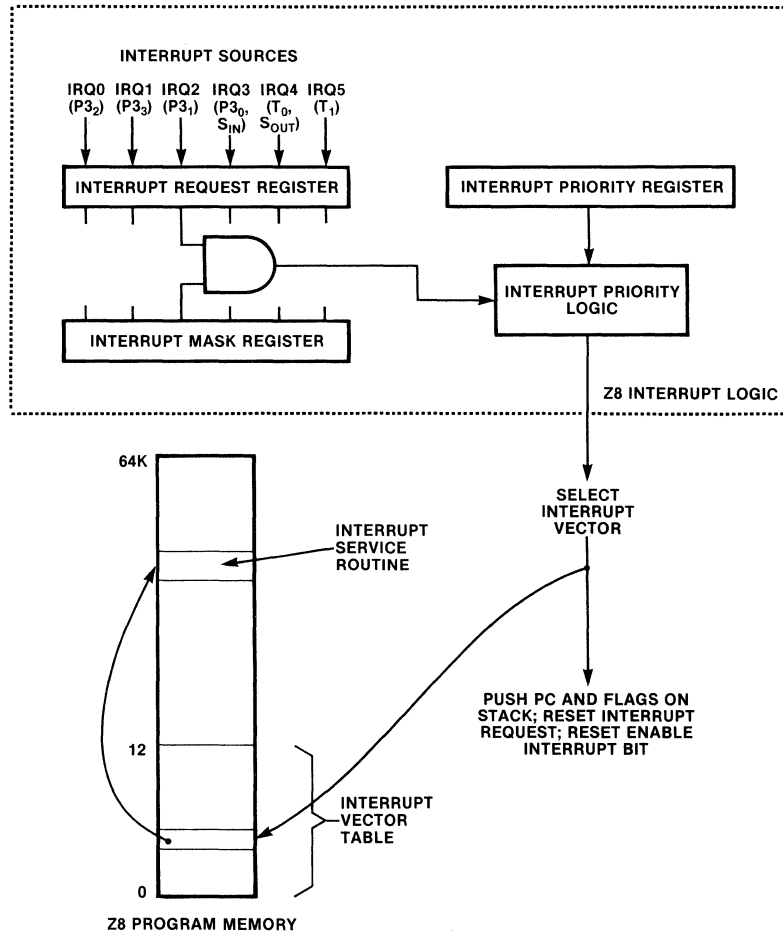 INTERRUPT SOURCES
IRQ0 IRQ1 IRQ2 IRQ3 IRQ4 IRQ5
(P3₂) (P3₃) (P3₁) (P3₀, (T₀, (T₁)
S_IN) S_OUT)
INTERRUPT REQUEST REGISTER
INTERRUPT PRIORITY REGISTER
INTERRUPT PRIORITY
LOGIC
INTERRUPT MASK REGISTER
Z8 INTERRUPT LOGIC
64K
SELECT
INTERRUPT
VECTOR
INTERRUPT
SERVICE
ROUTINE
PUSH PC AND FLAGS ON
STACK; RESET INTERRUPT
REQUEST; RESET ENABLE
INTERRUPT BIT
12
INTERRUPT
VECTOR
TABLE
0
Z8 PROGRAM MEMORY